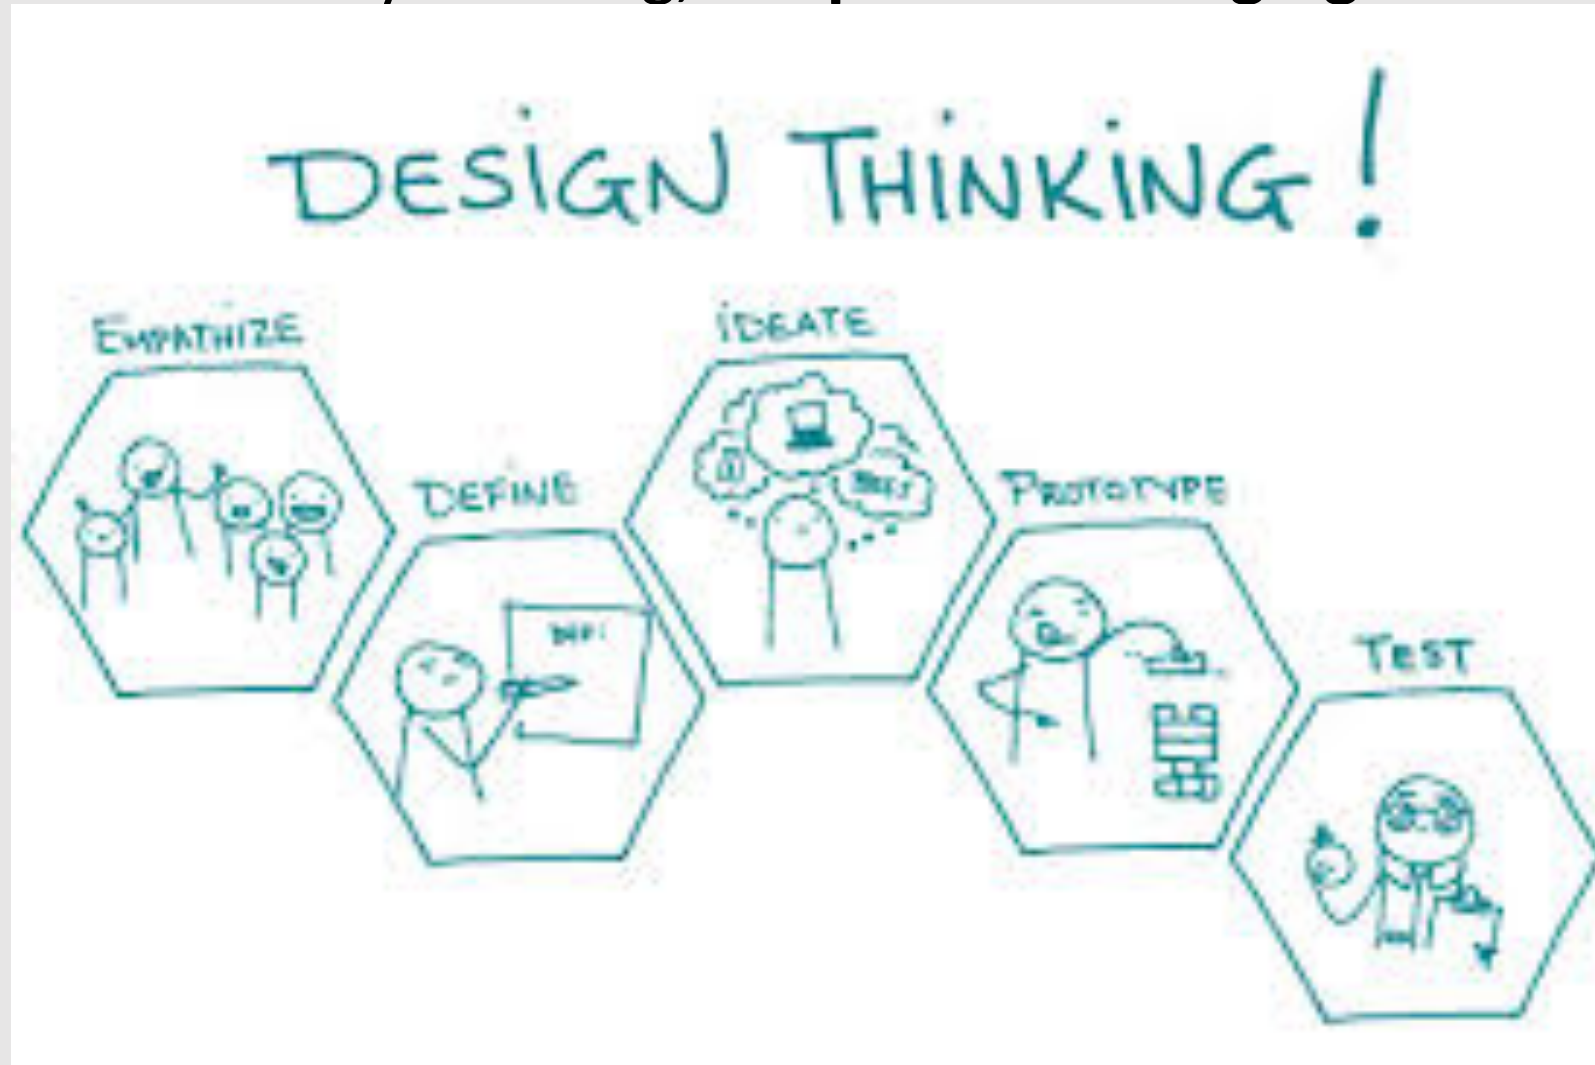 DESiGN THiNKiNG!
EMPATHIZE
iDEATE
DEFINE
PROTOTYPE
TEST